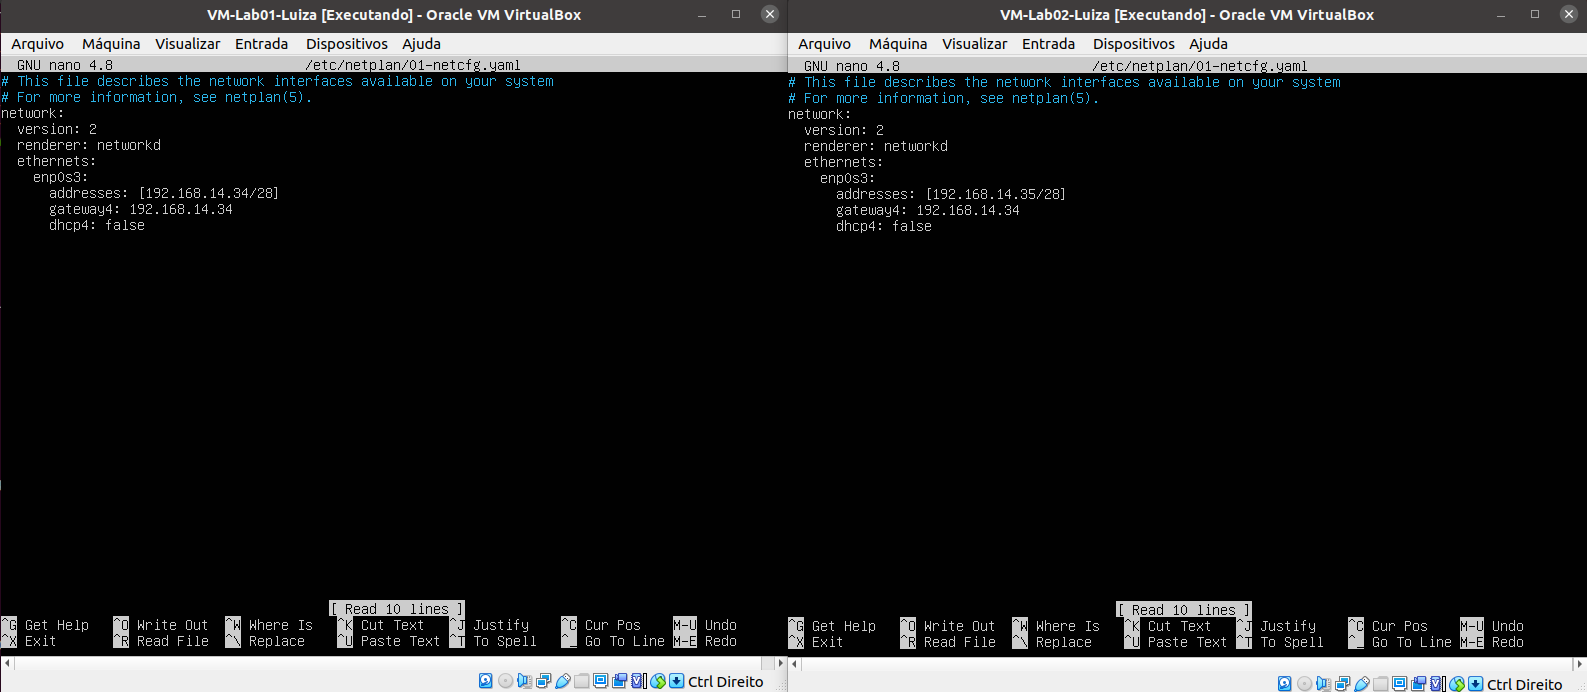 VM-Lab01-Luiza [Executando] - Oracle VM VirtualBox
Arquivo Máquina Visualizar Entrada Dispositivos Ajuda
GNU nano 4.8 /etc/netplan/01-netcfg.yaml
# This file describes the network interfaces available on your system
# For more information, see netplan(5).
network:
  version: 2
  renderer: networkd
  ethernets:
    enp0s3:
      addresses: [192.168.14.34/28]
      gateway4: 192.168.14.34
      dhcp4: false
[ Read 10 lines ]
^G Get Help ^O Write Out ^W Where Is ^K Cut Text ^J Justify ^C Cur Pos M-U Undo
^X Exit ^R Read File ^\ Replace ^U Paste Text ^T To Spell ^_ Go To Line M-E Redo
Ctrl Direito
VM-Lab02-Luiza [Executando] - Oracle VM VirtualBox
Arquivo Máquina Visualizar Entrada Dispositivos Ajuda
GNU nano 4.8 /etc/netplan/01-netcfg.yaml
# This file describes the network interfaces available on your system
# For more information, see netplan(5).
network:
  version: 2
  renderer: networkd
  ethernets:
    enp0s3:
      addresses: [192.168.14.35/28]
      gateway4: 192.168.14.34
      dhcp4: false
[ Read 10 lines ]
^G Get Help ^O Write Out ^W Where Is ^K Cut Text ^J Justify ^C Cur Pos M-U Undo
^X Exit ^R Read File ^\ Replace ^U Paste Text ^T To Spell ^_ Go To Line M-E Redo
Ctrl Direito